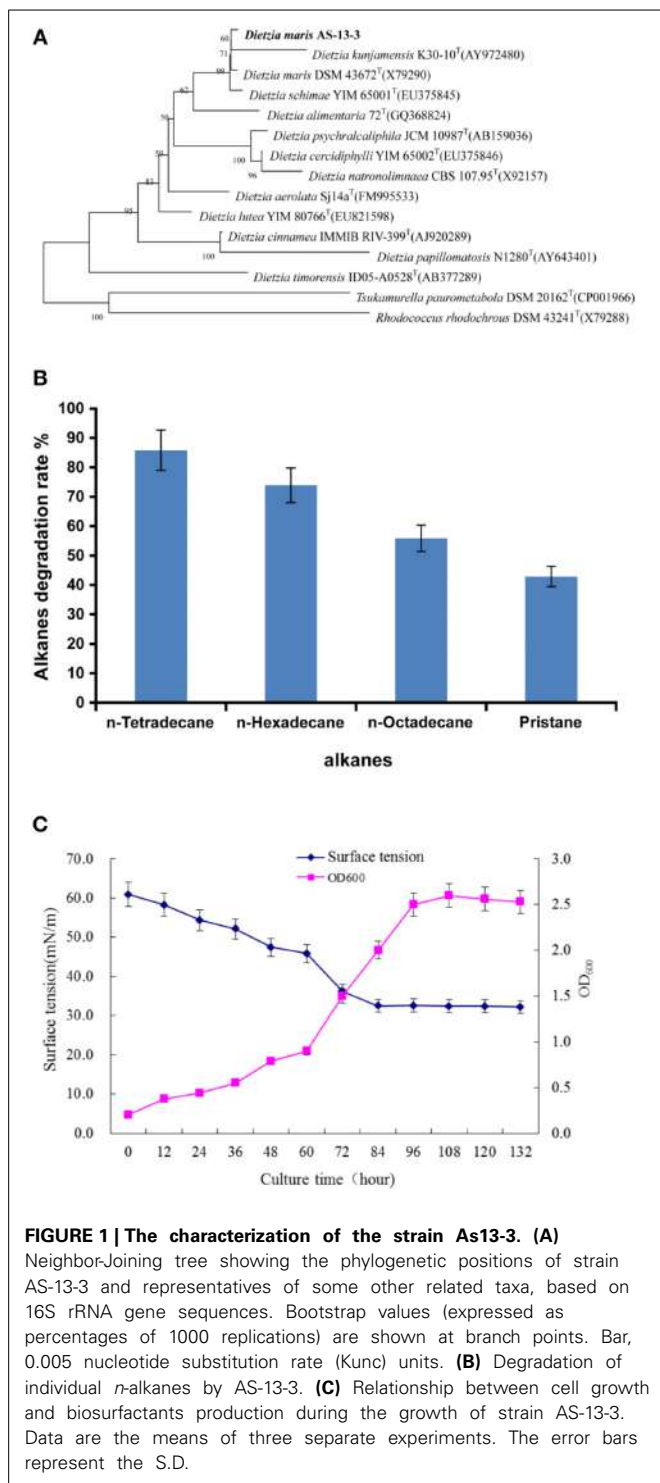 A
60
Dietzia maris AS-13-3
71
Dietzia kunjamensis K30-10T(AY972480)
99
Dietzia maris DSM 43672T(X79290)
62
Dietzia schimae YIM 65001T(EU375845)
Dietzia alimentaria 72T(GQ368824)
Dietzia psychralcaliphila JCM 10987T(AB159036)
100
Dietzia cercidiphylli YIM 65002T(EU375846)
96
Dietzia natronolimnaea CBS 107.95T(X92157)
Dietzia aerolata Sj14aT(FM995533)
95
Dietzia lutea YIM 80766T(EU821598)
Dietzia cinnamea IMMIB RIV-399T(AJ920289)
100
Dietzia papillomatosis N1280T(AY643401)
Dietzia timorensis ID05-A0528T(AB377289)
Tsukamurella paurometabola DSM 20162T(CP001966)
100
Rhodococcus rhodochrous DSM 43241T(X79288)
B
Alkanes degradation rate %
100
90
80
70
60
50
40
30
20
10
0
n-Tetradecane n-Hexadecane n-Octadecane Pristane
alkanes
C
Surface tension
OD600
Surface tension(mN/m)
70.0
60.0
50.0
40.0
30.0
20.0
10.0
0.0
3.0
2.5
2.0
1.5
1.0
0.5
0.0
OD600
0 12 24 36 48 60 72 84 96 108 120 132
Culture time (hour)
FIGURE 1 | The characterization of the strain As13-3. (A)
Neighbor-Joining tree showing the phylogenetic positions of strain
AS-13-3 and representatives of some other related taxa, based on
16S rRNA gene sequences. Bootstrap values (expressed as
percentages of 1000 replications) are shown at branch points. Bar,
0.005 nucleotide substitution rate (Kunc) units. (B) Degradation of
individual n-alkanes by AS-13-3. (C) Relationship between cell growth
and biosurfactants production during the growth of strain AS-13-3.
Data are the means of three separate experiments. The error bars
represent the S.D.